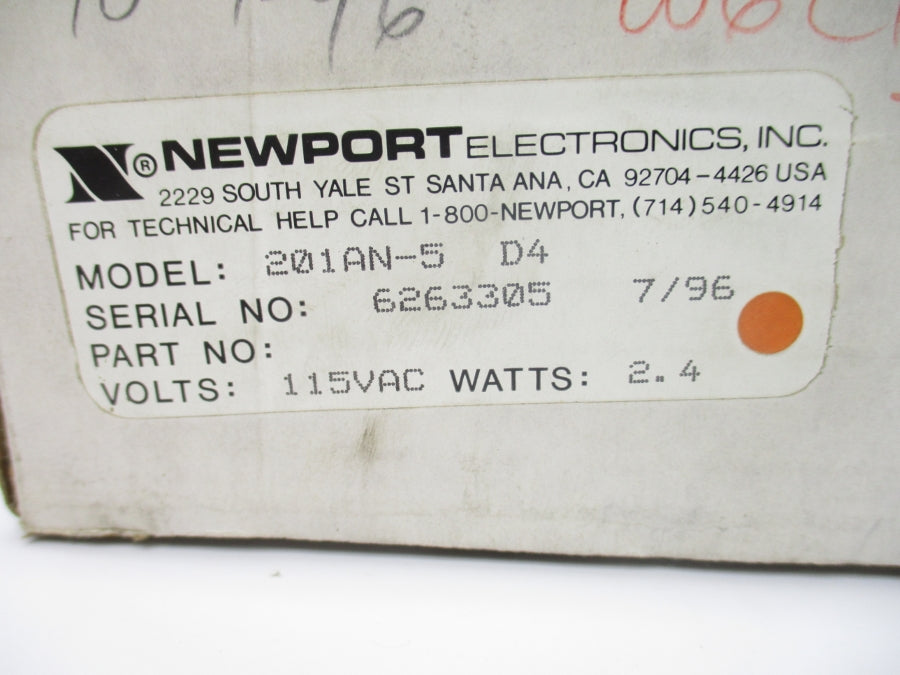 N® NEWPORT ELECTRONICS, INC.
2229 SOUTH YALE ST SANTA ANA, CA 92704-4426 USA
FOR TECHNICAL HELP CALL 1-800-NEWPORT, (714) 540-4914
MODEL: 201AN-5 D4
SERIAL NO: 6263305 7/96
PART NO:
VOLTS: 115VAC WATTS: 2.4